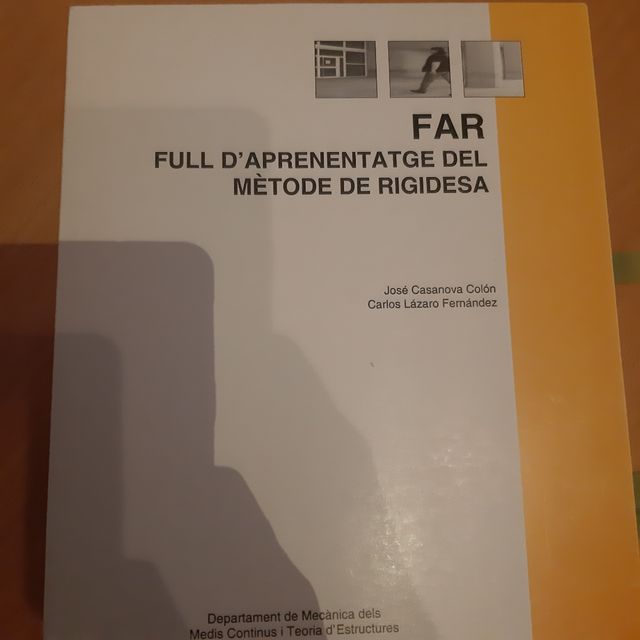 FAR
FULL D'APRENENTATGE DEL
MÈTODE DE RIGIDESA
José Casanova Colón
Carlos Lázaro Fernández
Departament de Mecànica dels
Medis Continus i Teoria d'Estructures